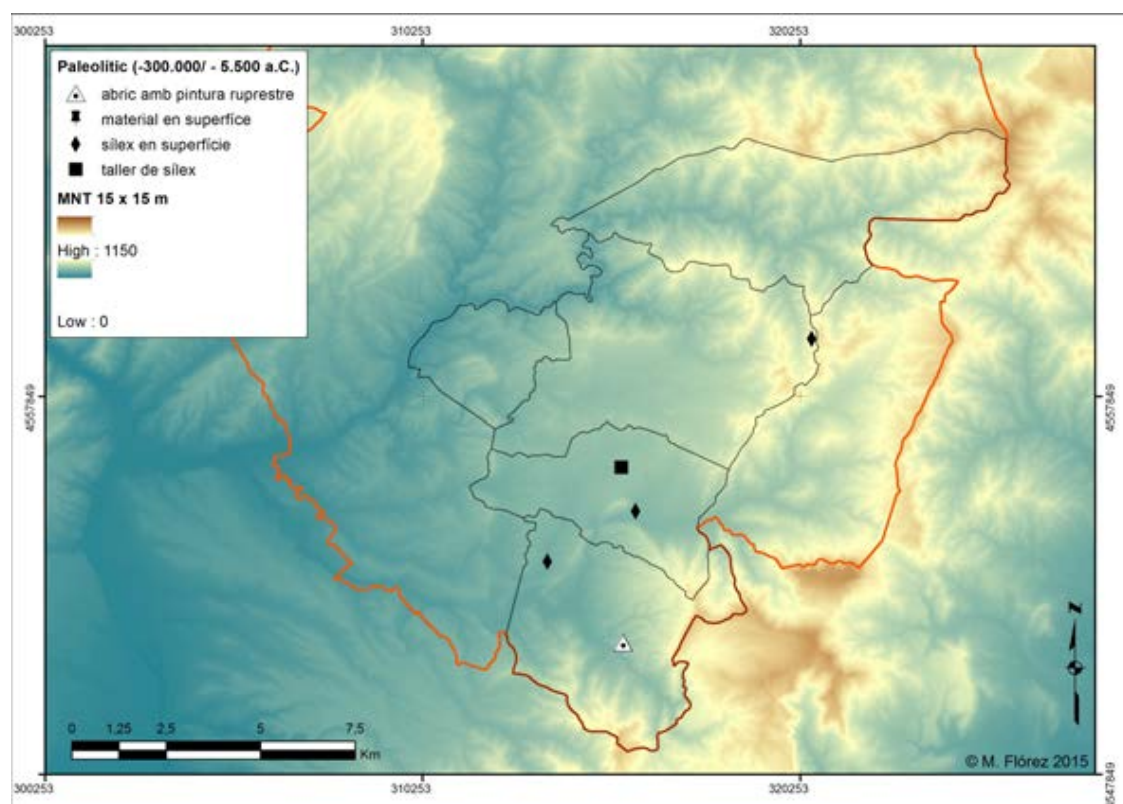 300253 310253 320253
Paleolític (-300.000/ - 5.500 a.C.)
abric amb pintura ruprestre
material en superfíce
sílex en superfície
taller de sílex
MNT 15 x 15 m
High : 1150
Low : 0
4557849 4557849
N
0 1,25 2,5 5 7,5
Km
© M. Flórez 2015
300253 310253 320253
4547849